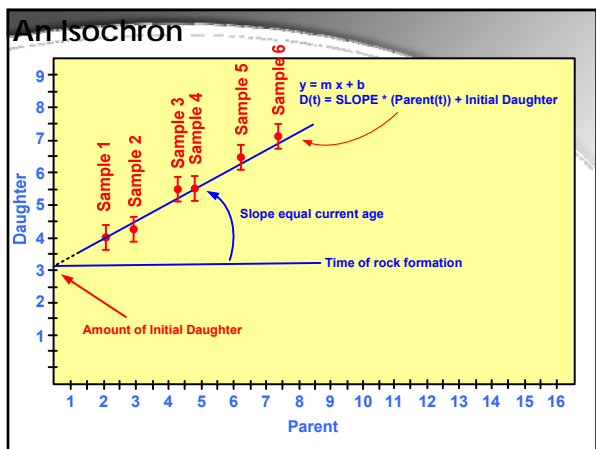 An Isochron
y = m x + b
D(t) = SLOPE * (Parent(t)) + Initial Daughter
Sample 1
Sample 2
Sample 3
Sample 4
Sample 5
Sample 6
Slope equal current age
Time of rock formation
Amount of Initial Daughter
Daughter
9
8
7
6
5
4
3
2
1
1 2 3 4 5 6 7 8 9 10 11 12 13 14 15 16
Parent